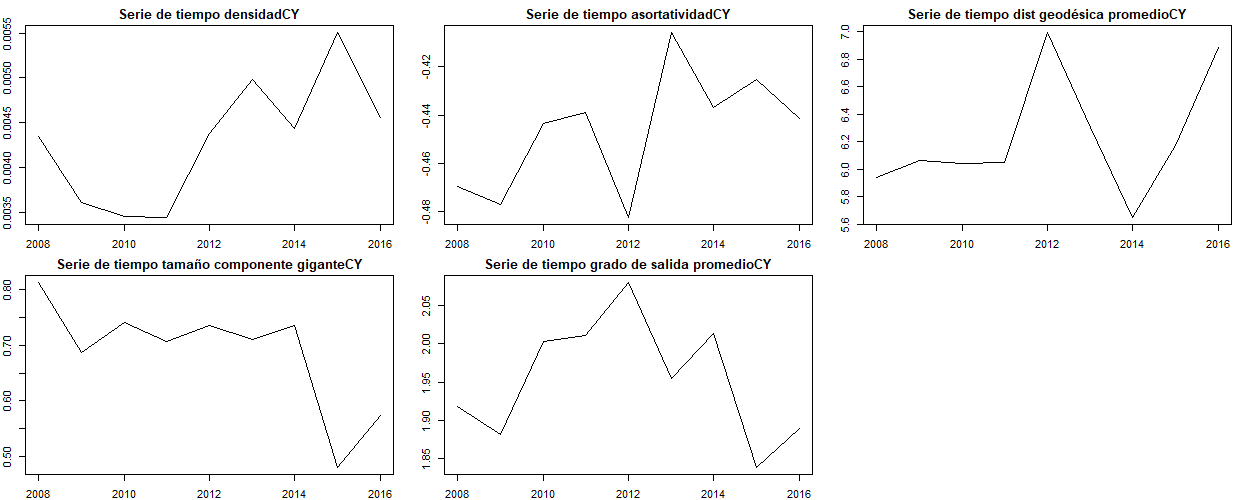 Serie de tiempo densidadCY
0.0055
0.0050
0.0045
0.0040
0.0035
2008 2010 2012 2014 2016
Serie de tiempo asortatividadCY
-0.42
-0.44
-0.46
-0.48
2008 2010 2012 2014 2016
Serie de tiempo dist geodésica promedioCY
7.0
6.8
6.6
6.4
6.2
6.0
5.8
5.6
2008 2010 2012 2014 2016
Serie de tiempo tamaño componente giganteCY
0.80
0.70
0.60
0.50
2008 2010 2012 2014 2016
Serie de tiempo grado de salida promedioCY
2.05
2.00
1.95
1.90
1.85
2008 2010 2012 2014 2016